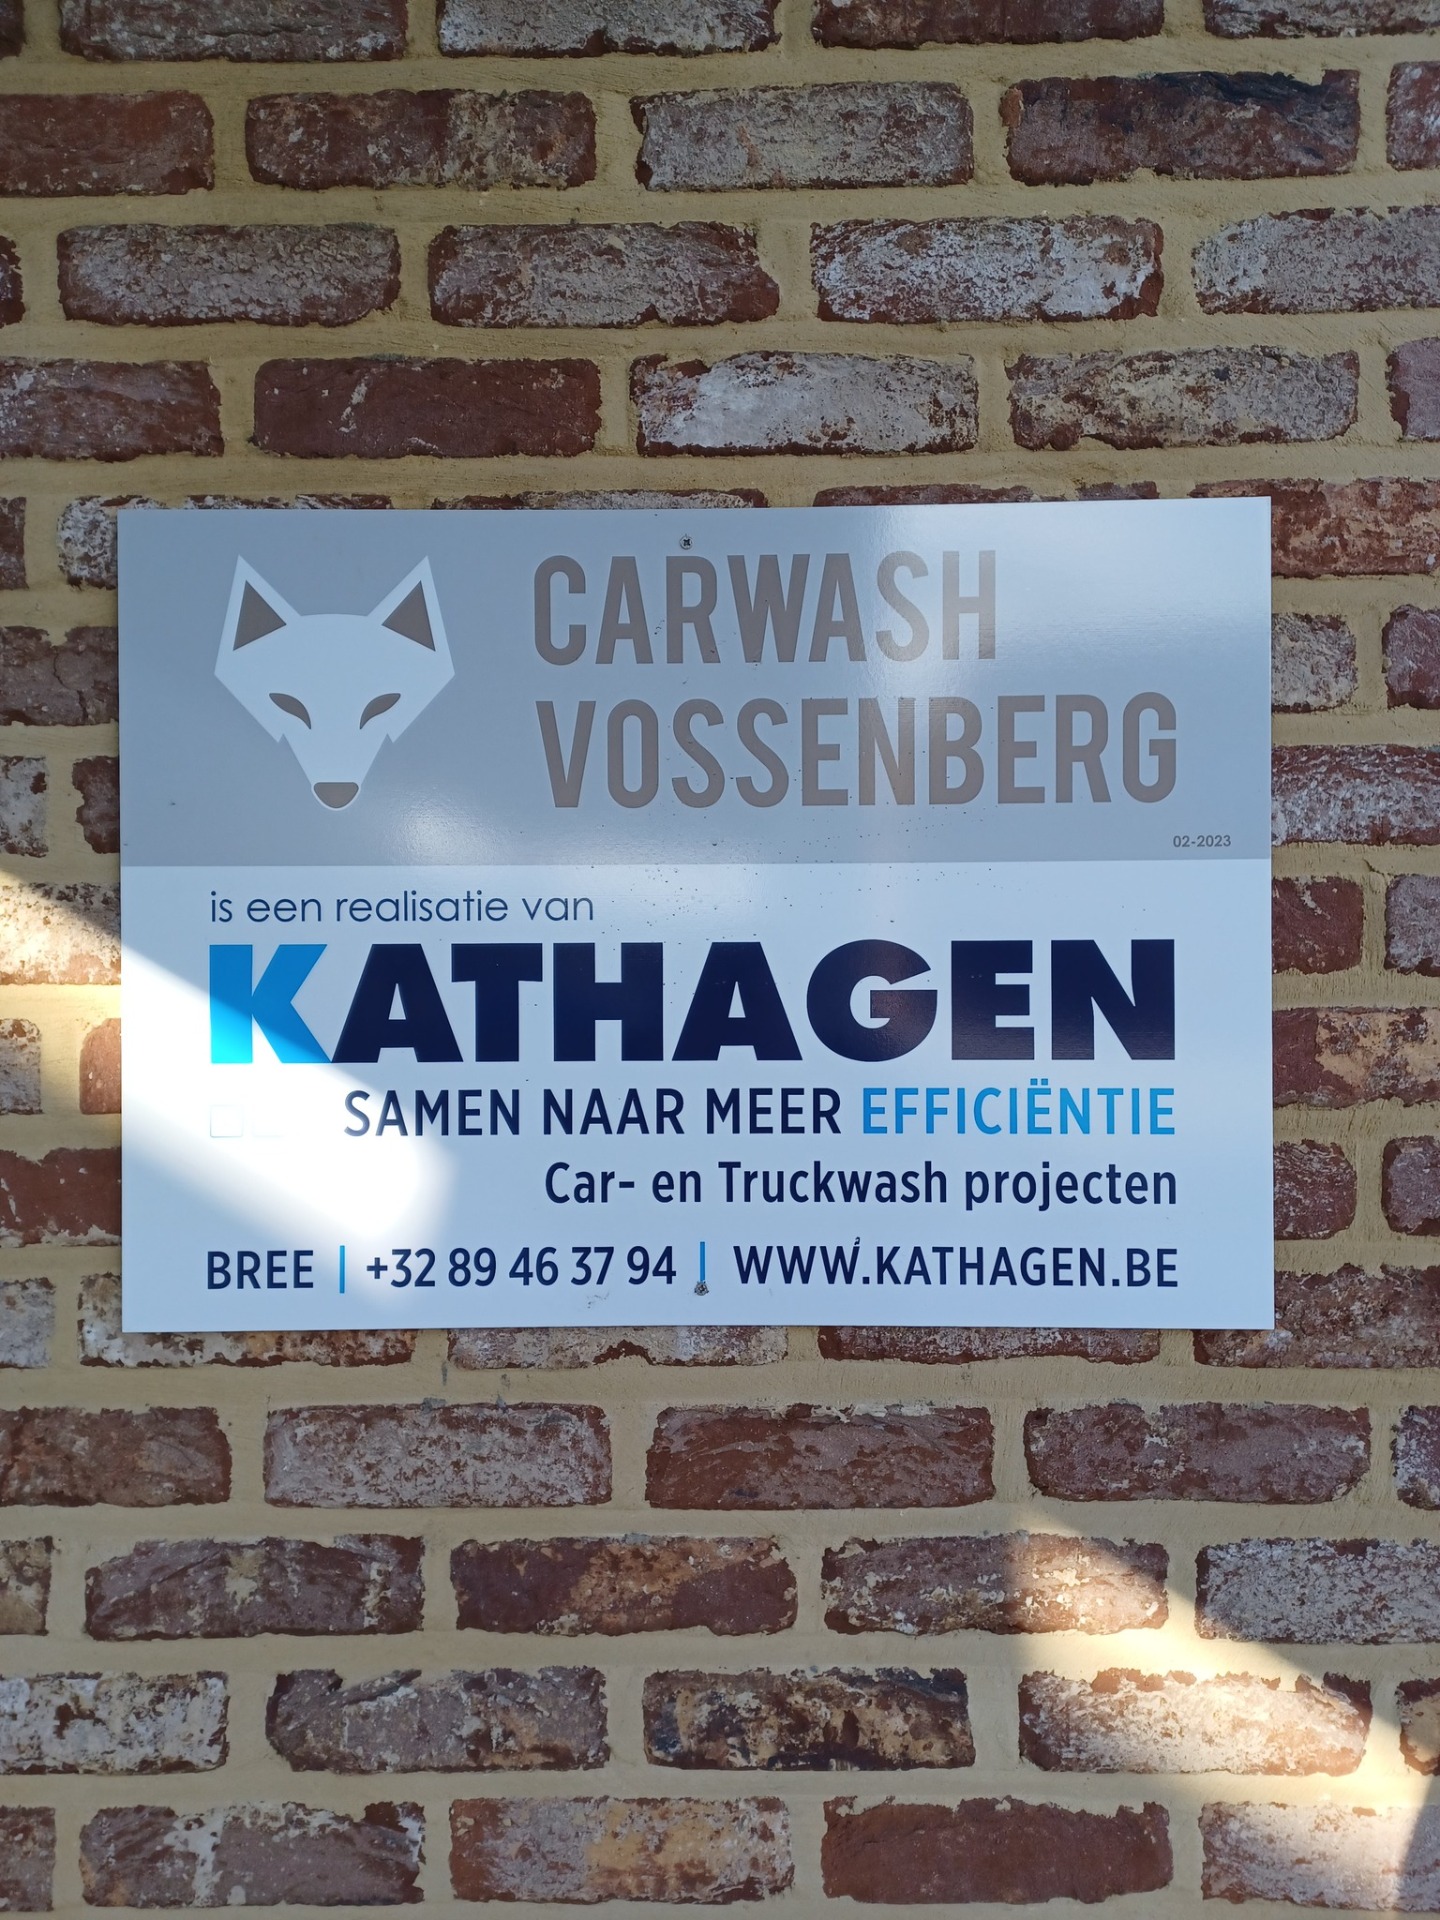 CARWASH
VOSSENBERG
02-2023
is een realisatie van
KATHAGEN
SAMEN NAAR MEER EFFICIËNTIE
Car- en Truckwash projecten
BREE | +32 89 46 37 94 | WWW.KATHAGEN.BE